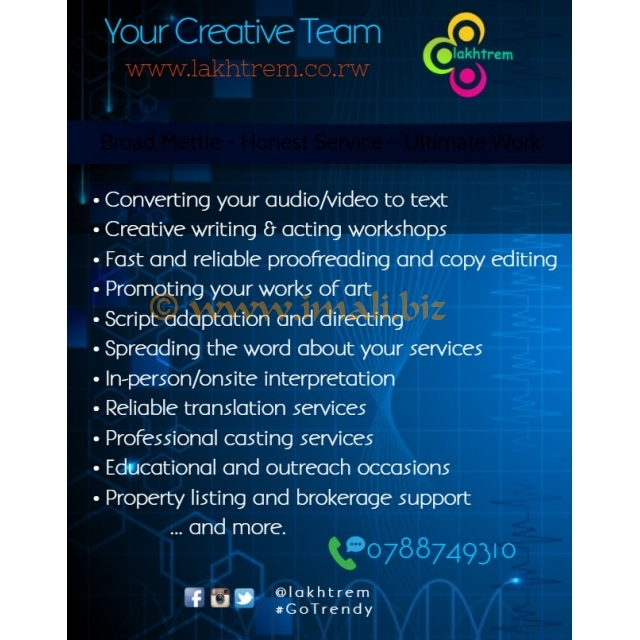 Your Creative Team
lakhtrem
www.lakhtrem.co.rw
Broad Mettle - Honest Service – Ultimate Work
• Converting your audio/video to text
• Creative writing & acting workshops
• Fast and reliable proofreading and copy editing
• Promoting your works of art
© www.imali.biz
• Script adaptation and directing
• Spreading the word about your services
• In-person/onsite interpretation
• Reliable translation services
• Professional casting services
• Educational and outreach occasions
• Property listing and brokerage support
... and more.
0788749310
@lakhtrem
#GoTrendy